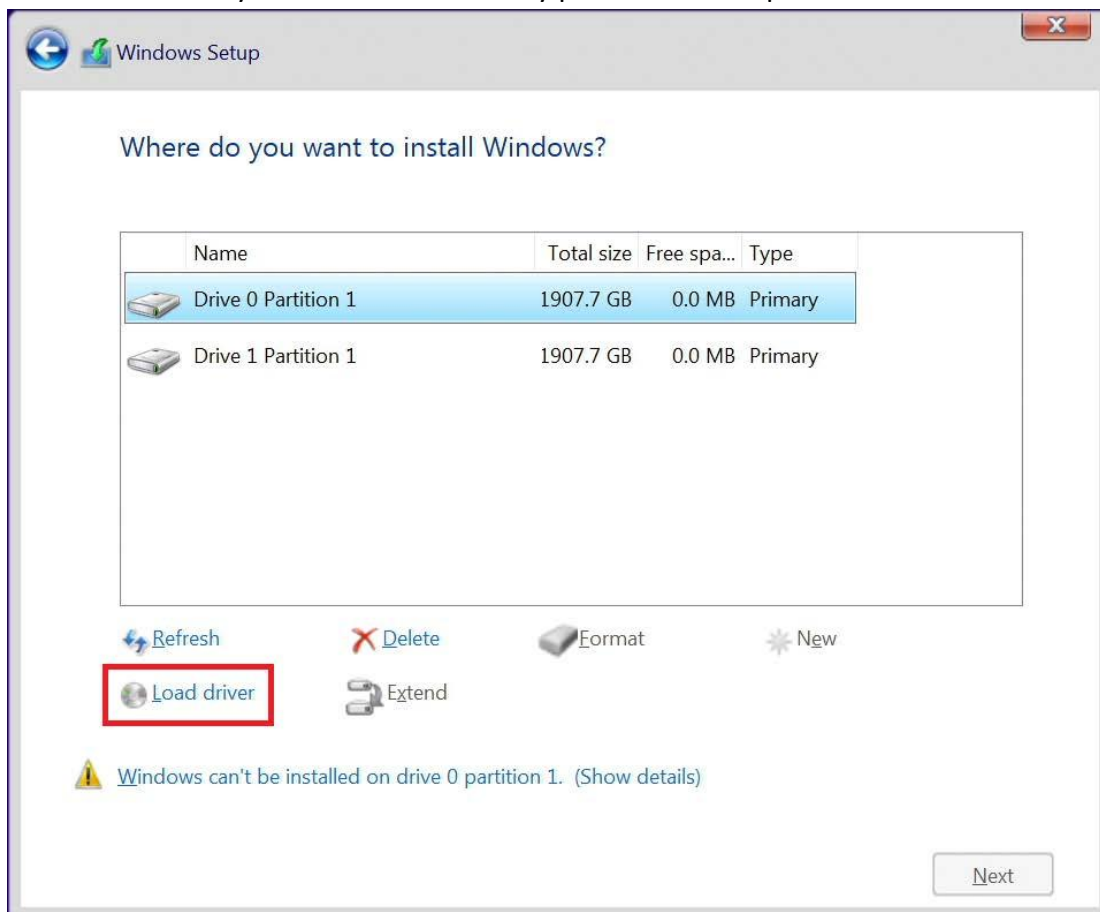 Windows Setup
Where do you want to install Windows?
Name Total size Free spa... Type
Drive 0 Partition 1 1907.7 GB 0.0 MB Primary
Drive 1 Partition 1 1907.7 GB 0.0 MB Primary
Refresh Delete Format New
Load driver Extend
Windows can't be installed on drive 0 partition 1. (Show details)
Next